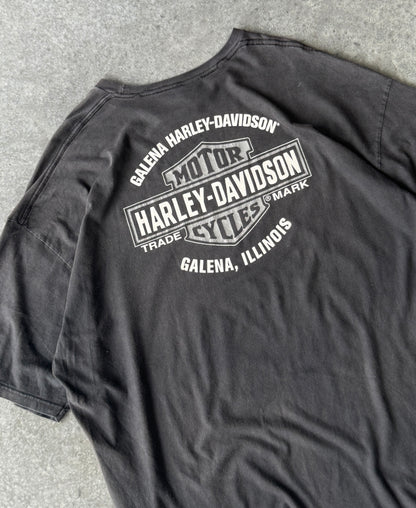 GALENA HARLEY-DAVIDSON®
MOTOR
HARLEY-DAVIDSON
TRADE ® MARK
CYCLES
GALENA, ILLINOIS